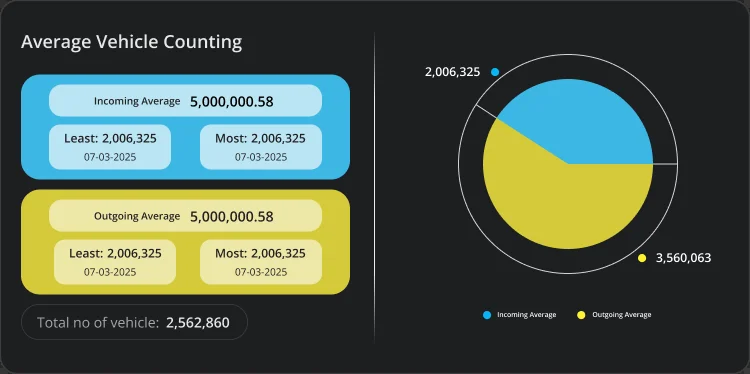 Average Vehicle Counting
Incoming Average 5,000,000.58
Least: 2,006,325
07-03-2025
Most: 2,006,325
07-03-2025
Outgoing Average 5,000,000.58
Least: 2,006,325
07-03-2025
Most: 2,006,325
07-03-2025
Total no of vehicle: 2,562,860
2,006,325
3,560,063
Incoming Average
Outgoing Average